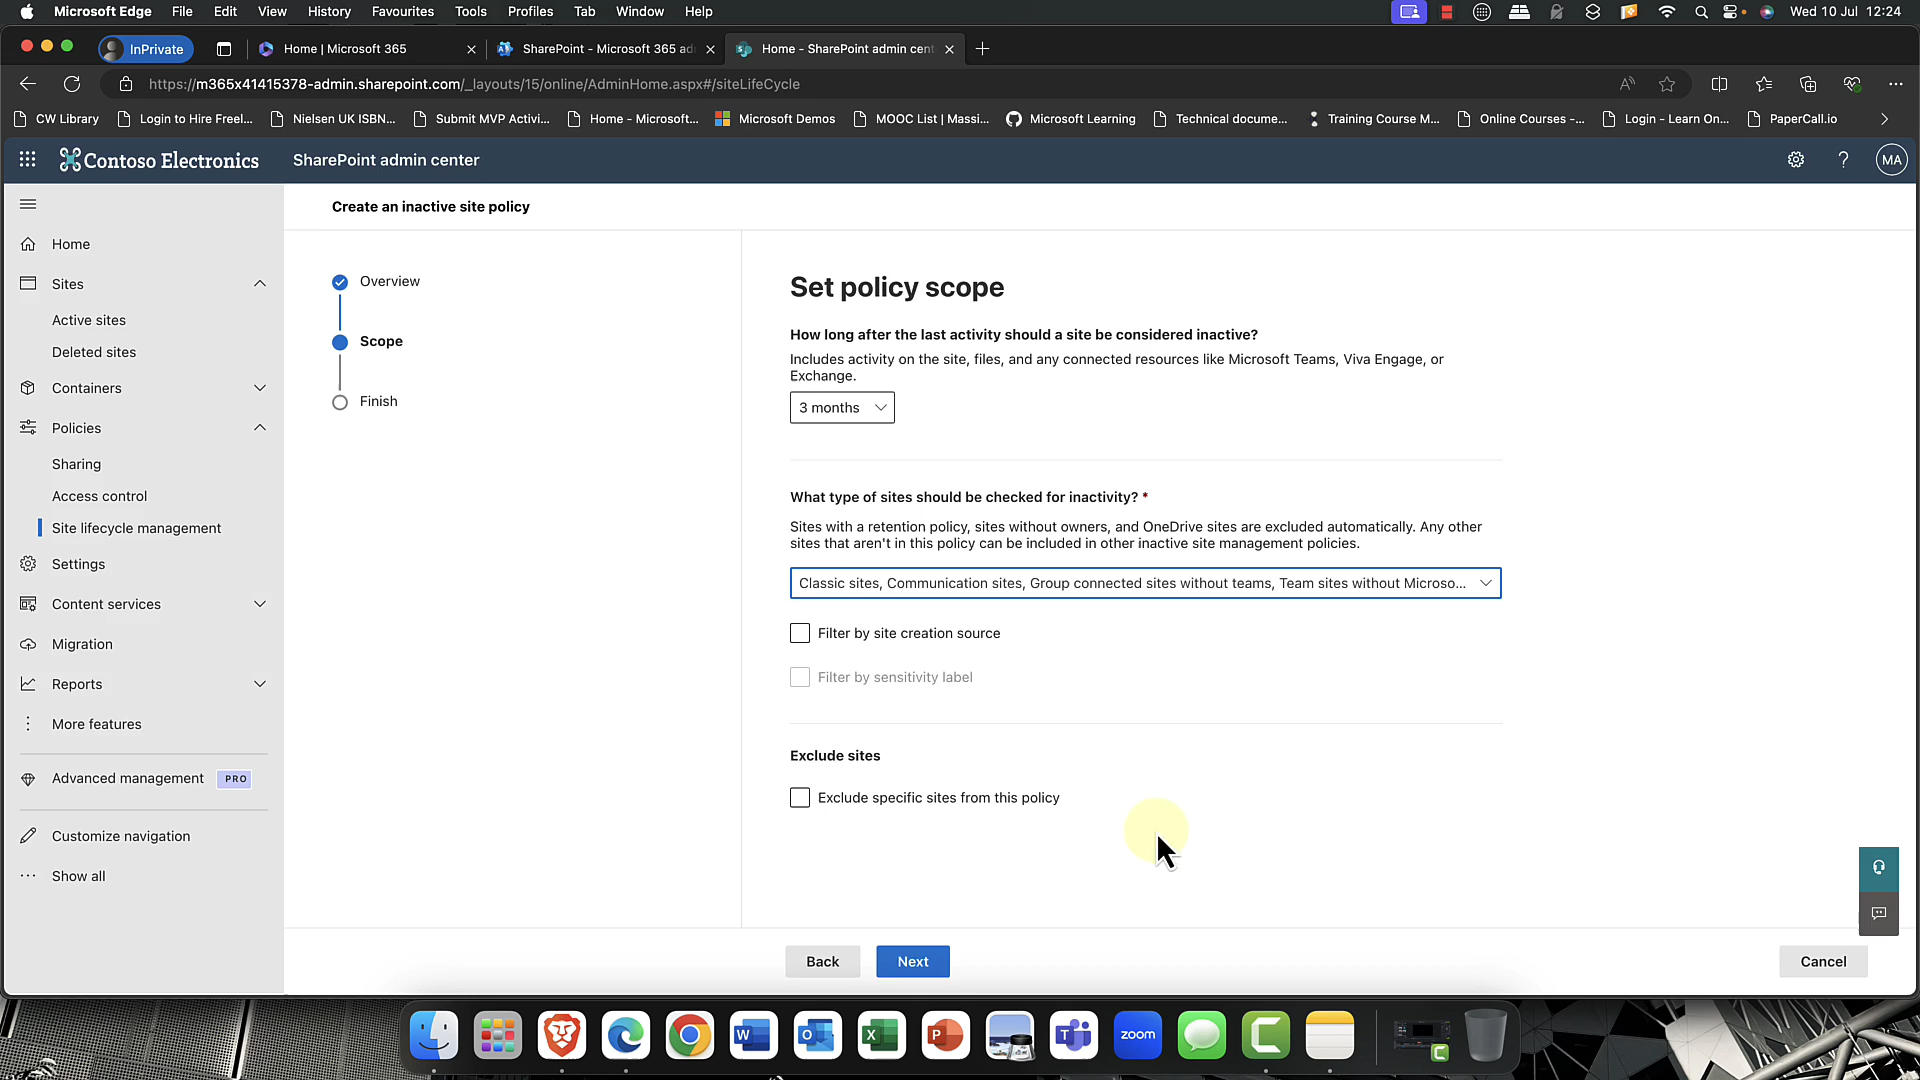 Microsoft Edge File Edit View History Favourites Tools Profiles Tab Window Help Wed 10 Jul 12:24
InPrivate Home | Microsoft 365 SharePoint - Microsoft 365 ad Home - SharePoint admin cent
https://m365x41415378-admin.sharepoint.com/_layouts/15/online/AdminHome.aspx#/siteLifeCycle
CW Library Login to Hire Freel... Nielsen UK ISBN... Submit MVP Activi... Home - Microsoft... Microsoft Demos MOOC List | Massi... Microsoft Learning Technical docume... Training Course M... Online Courses -... Login - Learn On... PaperCall.io
Contoso Electronics SharePoint admin center ? MA
Create an inactive site policy
Home
Sites
Active sites
Deleted sites
Containers
Policies
Sharing
Access control
Site lifecycle management
Settings
Content services
Migration
Reports
More features
Advanced management PRO
Customize navigation
Show all
Overview
Scope
Finish
Set policy scope
How long after the last activity should a site be considered inactive?
Includes activity on the site, files, and any connected resources like Microsoft Teams, Viva Engage, or
Exchange.
3 months
What type of sites should be checked for inactivity? *
Sites with a retention policy, sites without owners, and OneDrive sites are excluded automatically. Any other
sites that aren't in this policy can be included in other inactive site management policies.
Classic sites, Communication sites, Group connected sites without teams, Team sites without Microso...
Filter by site creation source
Filter by sensitivity label
Exclude sites
Exclude specific sites from this policy
Back Next Cancel
zoom